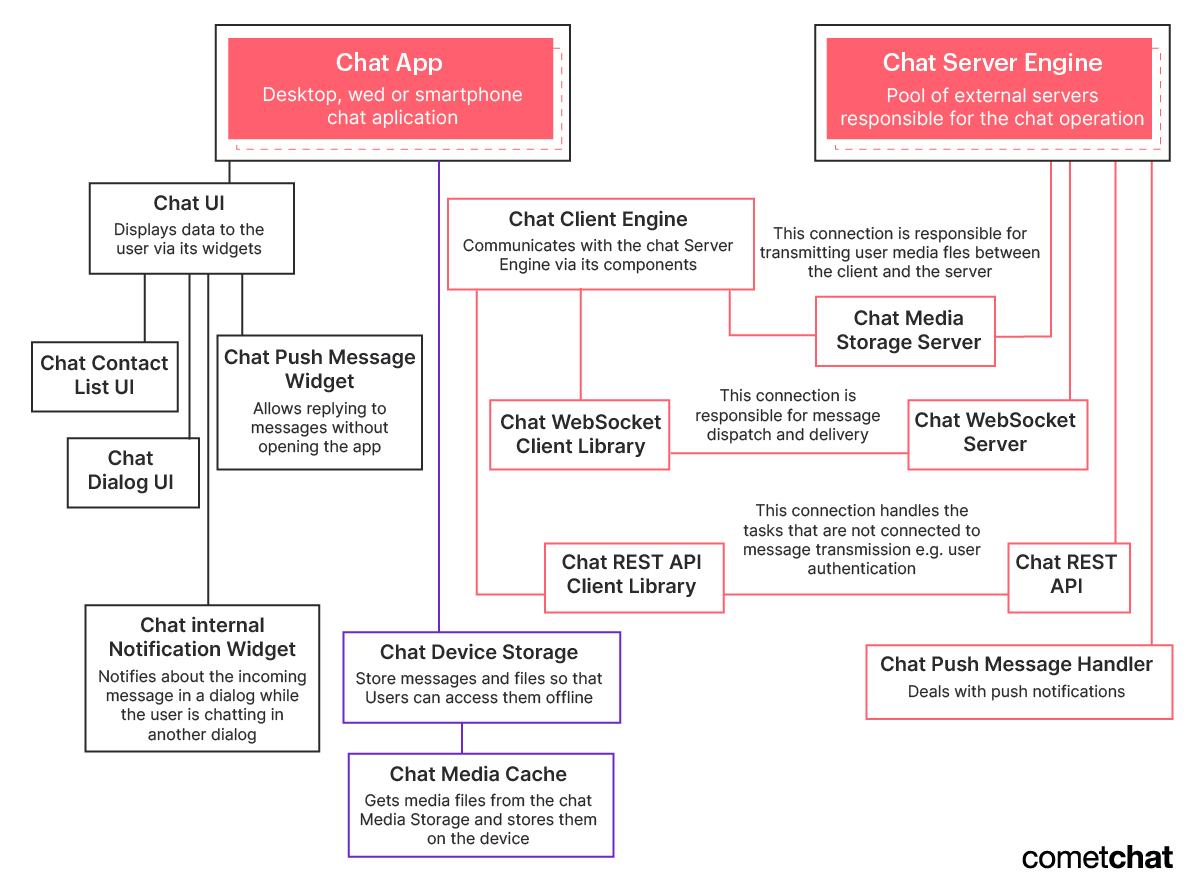 Chat App
Desktop, wed or smartphone
chat aplication
Chat Server Engine
Pool of external servers
responsible for the chat operation
Chat UI
Displays data to the
user via its widgets
Chat Client Engine
Communicates with the chat Server
Engine via its components
This connection is responsible for
transmitting user media fles between
the client and the server
Chat Media
Storage Server
Chat Contact
List UI
Chat Push Message
Widget
Allows replying to
messages without
opening the app
Chat WebSocket
Client Library
This connection is
responsible for message
dispatch and delivery
Chat WebSocket
Server
Chat
Dialog UI
This connection handles the
tasks that are not connected to
message transmission e.g. user
authentication
Chat REST API
Client Library
Chat REST
API
Chat internal
Notification Widget
Notifies about the incoming
message in a dialog while
the user is chatting in
another dialog
Chat Device Storage
Store messages and files so that
Users can access them offline
Chat Push Message Handler
Deals with push notifications
Chat Media Cache
Gets media files from the chat
Media Storage and stores them
on the device
cometchat